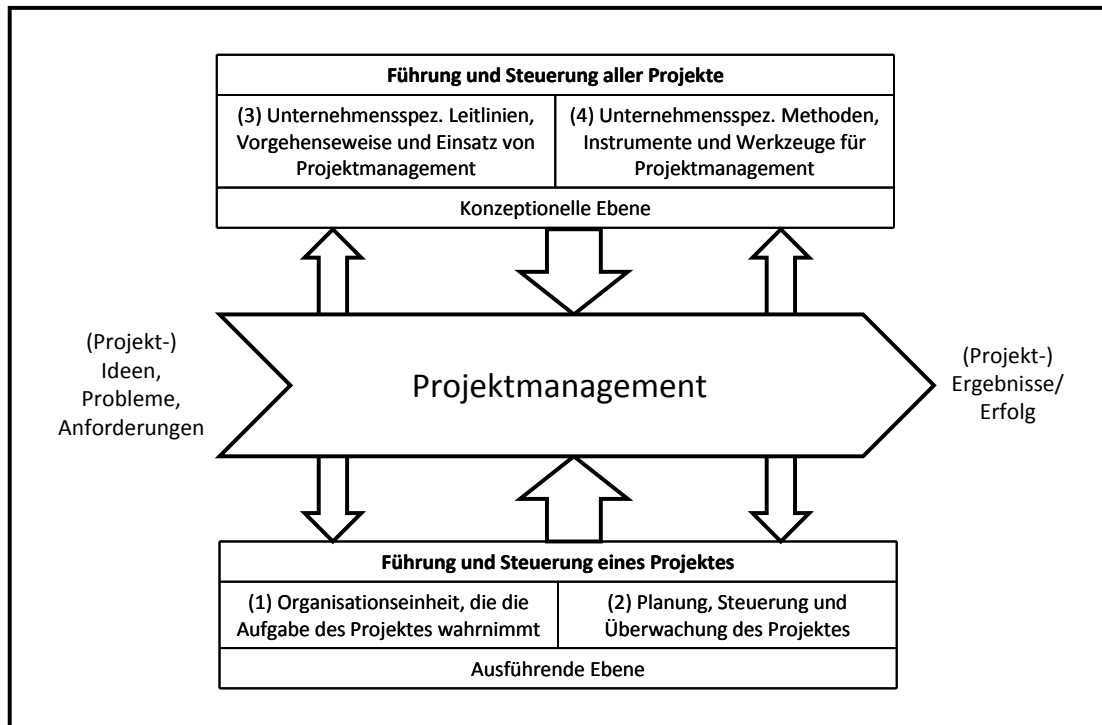 Führung und Steuerung aller Projekte
(3) Unternehmensspez. Leitlinien,
Vorgehenseweise und Einsatz von
Projektmanagement
(4) Unternehmensspez. Methoden,
Instrumente und Werkzeuge für
Projektmanagement
Konzeptionelle Ebene
(Projekt-)
Ideen,
Probleme,
Anforderungen
Projektmanagement
(Projekt-)
Ergebnisse/
Erfolg
Führung und Steuerung eines Projektes
(1) Organisationseinheit, die die
Aufgabe des Projektes wahrnimmt
(2) Planung, Steuerung und
Überwachung des Projektes
Ausführende Ebene